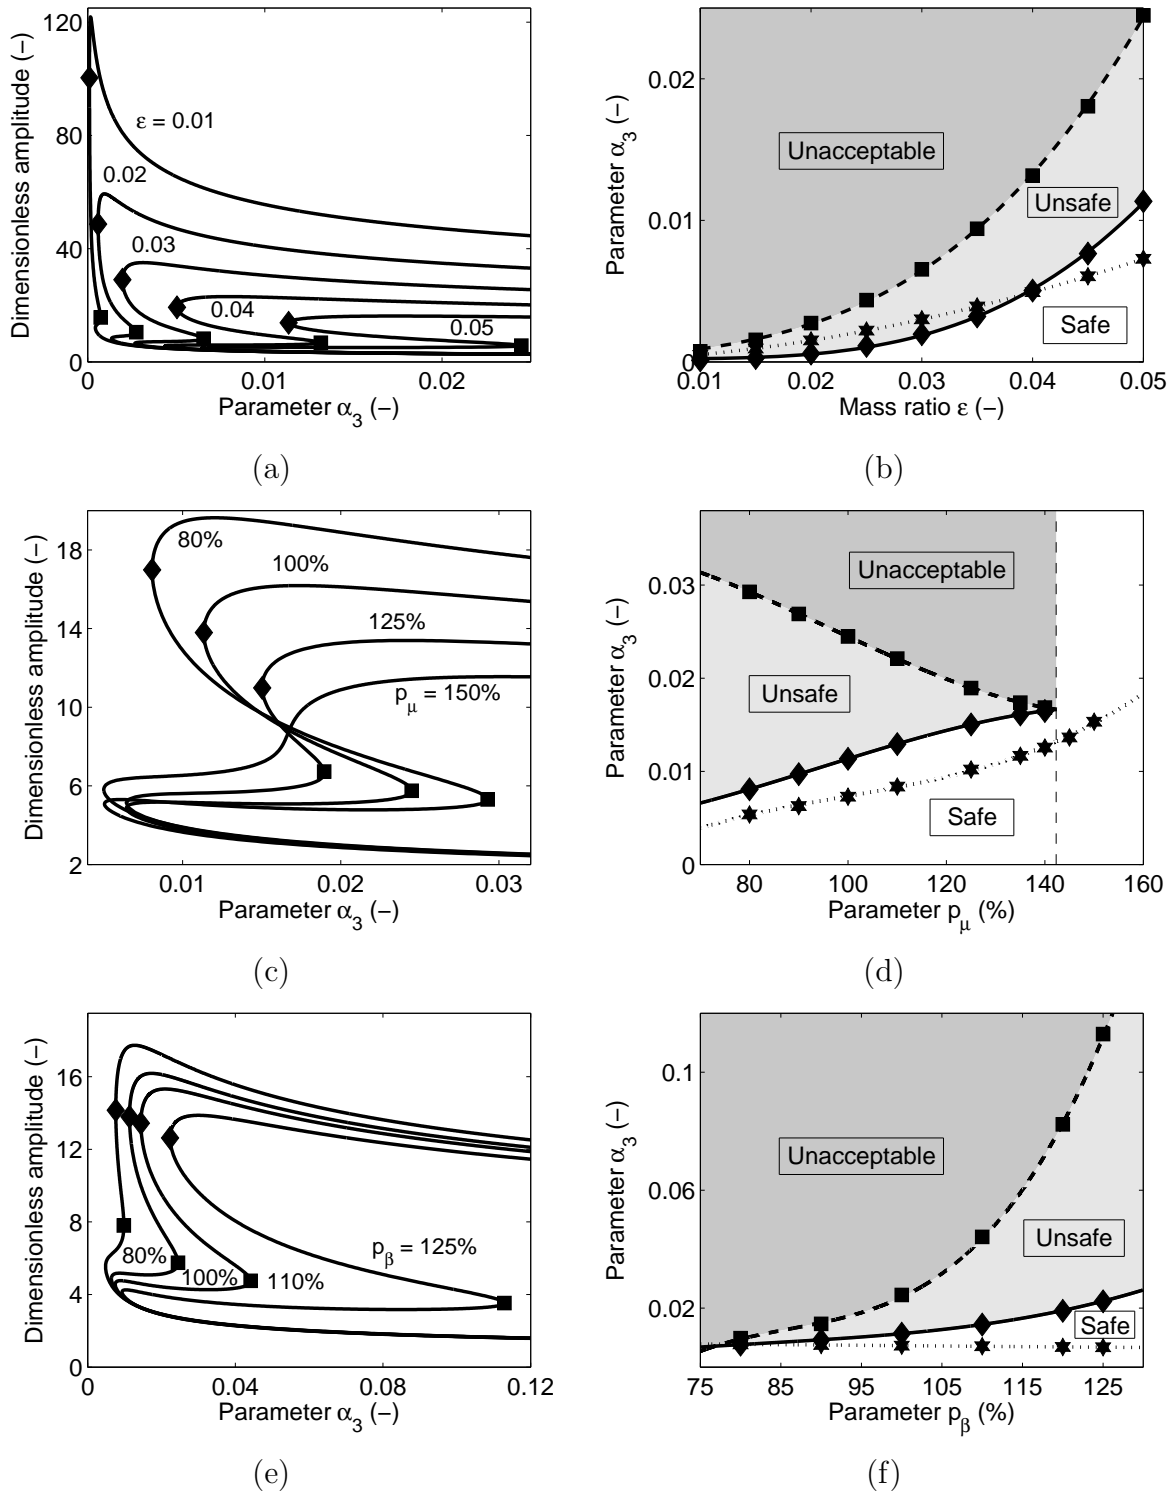 120
80
40
0
Dimensionless amplitude (–)
ε = 0.01
0.02
0.03
0.04
0.05
0
0.01
0.02
Parameter α₃ (–)
(a)
0.02
0.01
0
Parameter α₃ (–)
Unacceptable
Unsafe
Safe
0.01
0.02
0.03
0.04
0.05
Mass ratio ε (–)
(b)
18
14
10
6
2
Dimensionless amplitude (–)
80%
100%
125%
p_μ = 150%
0.01
0.02
0.03
Parameter α₃ (–)
(c)
0.03
0.02
0.01
0
Parameter α₃ (–)
Unacceptable
Unsafe
Safe
80
100
120
140
160
Parameter p_μ (%)
(d)
16
12
8
4
0
Dimensionless amplitude (–)
p_β = 125%
80%
100%
110%
0
0.04
0.08
0.12
Parameter α₃ (–)
(e)
0.1
0.06
0.02
Parameter α₃ (–)
Unacceptable
Unsafe
Safe
75
85
95
105
115
125
Parameter p_β (%)
(f)